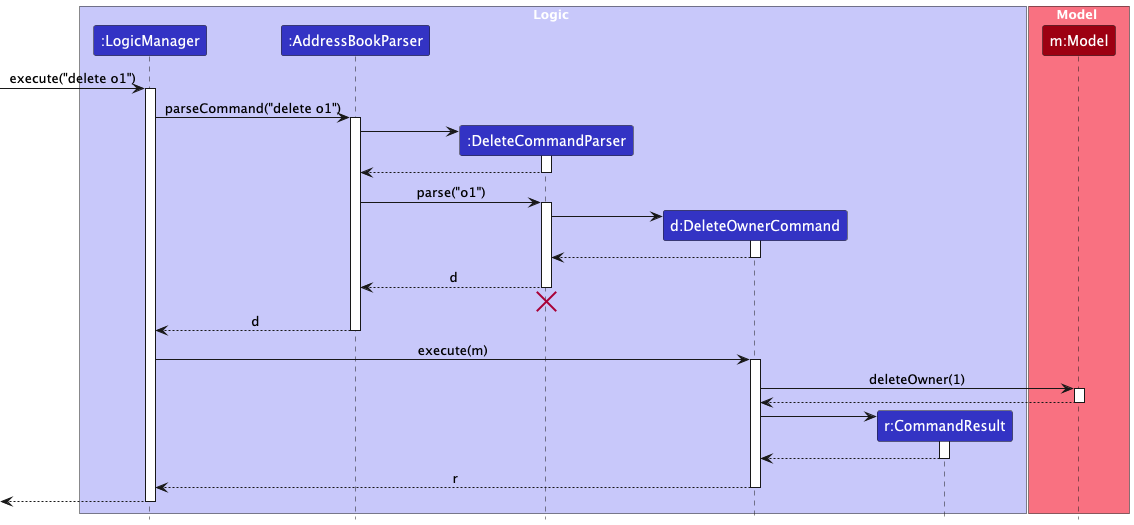 Logic
Model
:LogicManager
:AddressBookParser
m:Model
execute("delete o1")
parseCommand("delete o1")
:DeleteCommandParser
parse("o1")
d:DeleteOwnerCommand
d
d
execute(m)
deleteOwner(1)
r:CommandResult
r